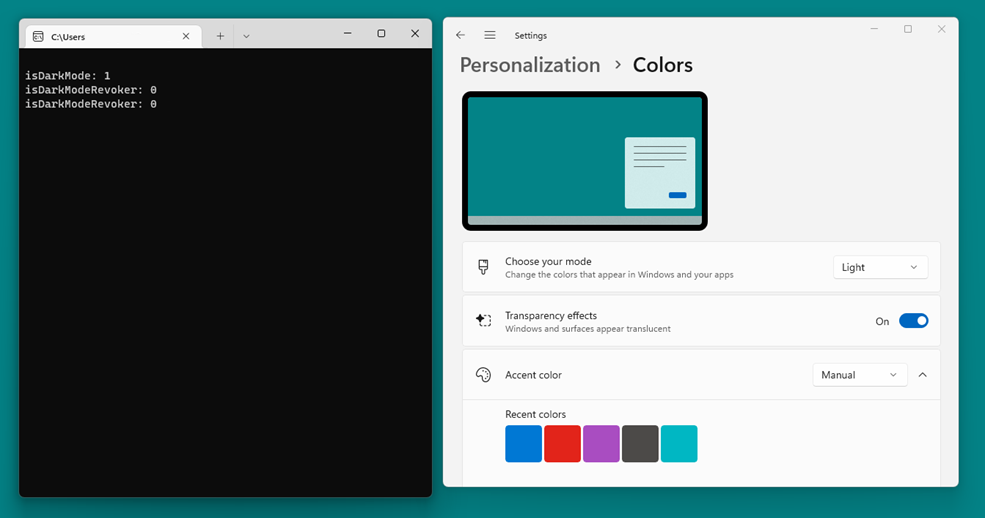 C:\Users
isDarkMode: 1
isDarkModeRevoker: 0
isDarkModeRevoker: 0
Settings
Personalization > Colors
Choose your mode
Change the colors that appear in Windows and your apps
Light
Transparency effects
Windows and surfaces appear translucent
On
Accent color
Manual
Recent colors